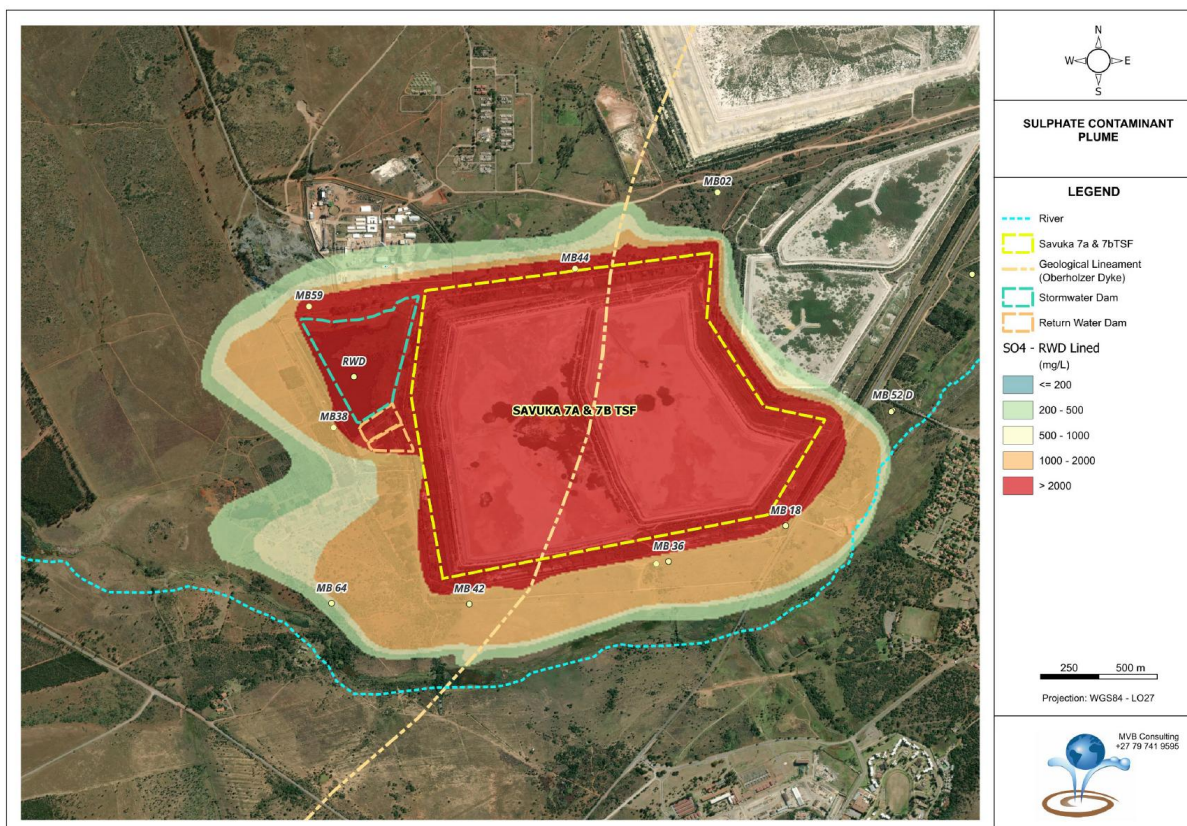 MB02
MB44
MB59
RWD
MB38
SAVUKA 7A & 7B TSF
MB 52 D
MB 18
MB 36
MB 64
MB 42
N
W
E
S
SULPHATE CONTAMINANT
PLUME
LEGEND
River
Savuka 7a & 7bTSF
Geological Lineament
(Oberholzer Dyke)
Stormwater Dam
Return Water Dam
SO4 - RWD Lined
(mg/L)
<= 200
200 - 500
500 - 1000
1000 - 2000
> 2000
250 500 m
Projection: WGS84 - LO27
MVB Consulting
+27 79 741 9595